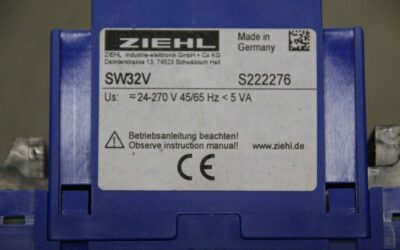 ZIEHL
ZIEHL industrie-elektronik GmbH + Co KG
Daimlerstrasse 13, 74523 Schwäbisch Hall
Made in
Germany
SW32V S222276
Us: ≂ 24-270 V 45/65 Hz < 5 VA
Betriebsanleitung beachten!
Observe instruction manual! www.ziehl.de
CE